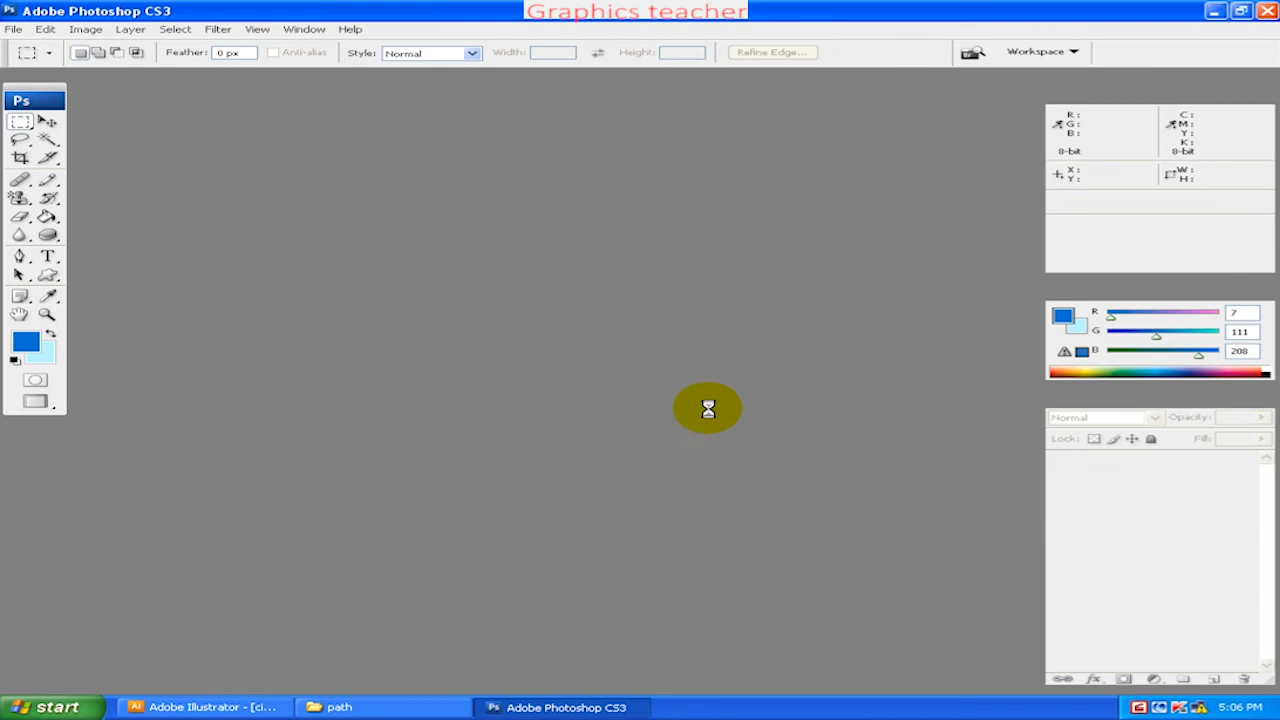 Adobe Photoshop CS3
Graphics teacher
File Edit Image Layer Select Filter View Window Help
Feather: 0 px Anti-alias Style: Normal Width: Height: Refine Edge... Workspace
Ps
R: C:
G: M:
B: Y:
K:
8-bit 8-bit
X: W:
Y: H:
R 7
G 111
B 208
Normal Opacity:
Lock: Fill:
start Adobe Illustrator - [ci... path Adobe Photoshop CS3 5:06 PM